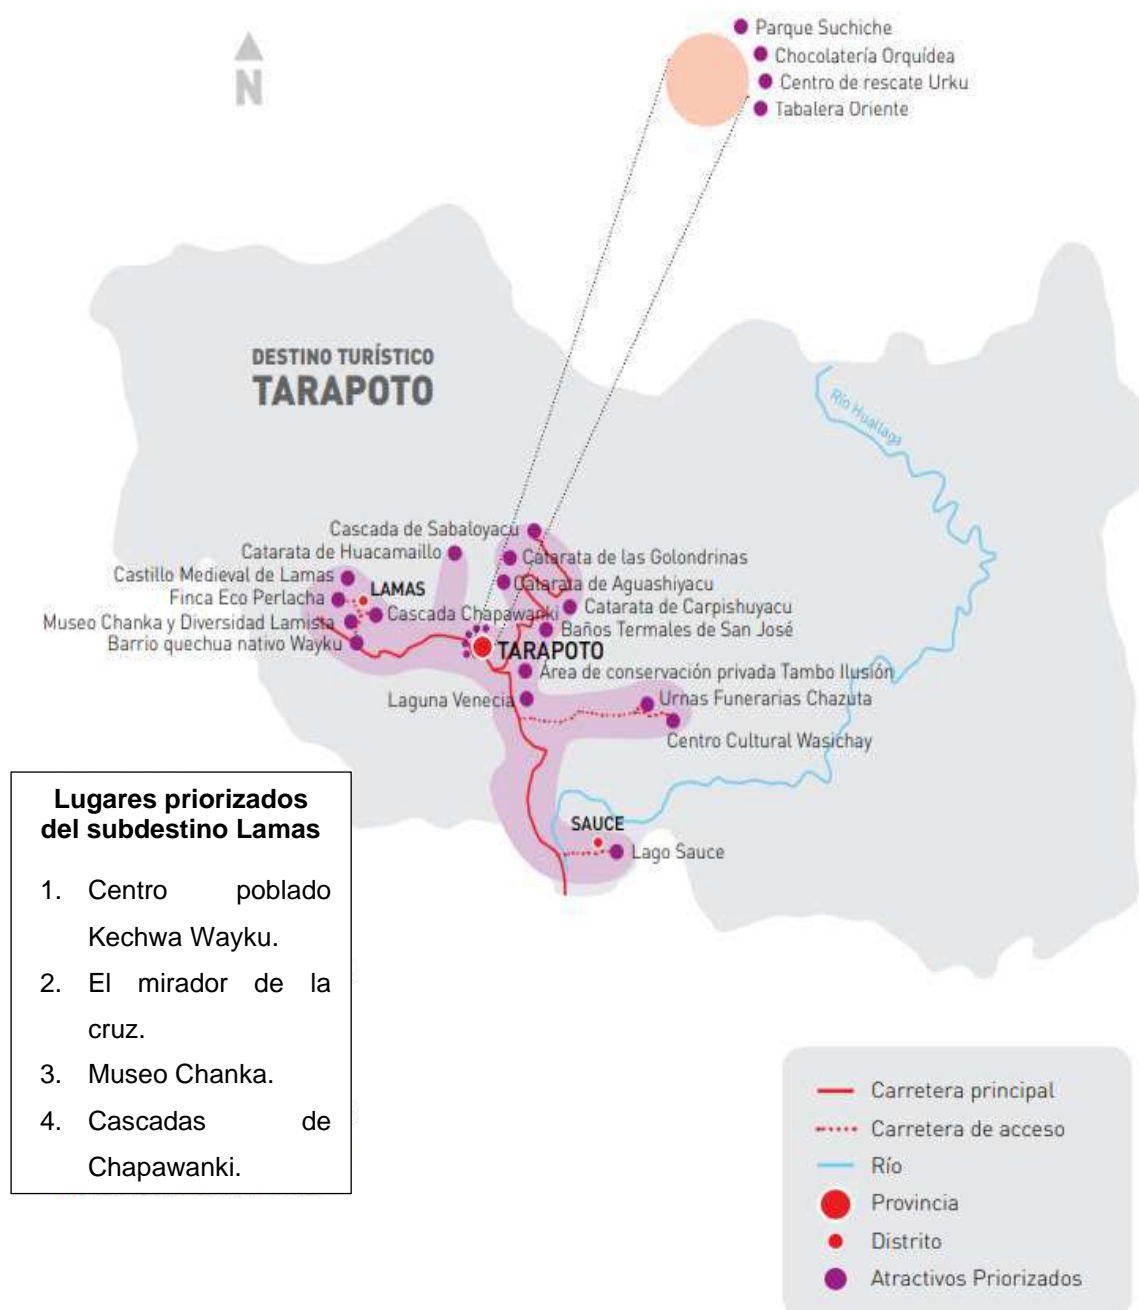 N
Parque Suchiche
Chocolatería Orquídea
Centro de rescate Urku
Tabalera Oriente
DESTINO TURÍSTICO
TARAPOTO
Río Huallaga
Cascada de Sabaloyacu
Catarata de Huacamaillo
Catarata de las Golondrinas
Castillo Medieval de Lamas
Catarata de Aguashiyacu
LAMAS
Finca Eco Perlacha
Catarata de Carpishuyacu
Cascada Chapawanki
Museo Chanka y Diversidad Lamista
Baños Termales de San José
Barrio quechua nativo Wayku
TARAPOTO
Área de conservación privada Tambo Ilusión
Laguna Venecia
Urnas Funerarias Chazuta
Centro Cultural Wasichay
SAUCE
Lago Sauce
Lugares priorizados
del subdestino Lamas
1. Centro poblado
Kechwa Wayku.
2. El mirador de la
cruz.
3. Museo Chanka.
4. Cascadas de
Chapawanki.
Carretera principal
Carretera de acceso
Río
Provincia
Distrito
Atractivos Priorizados